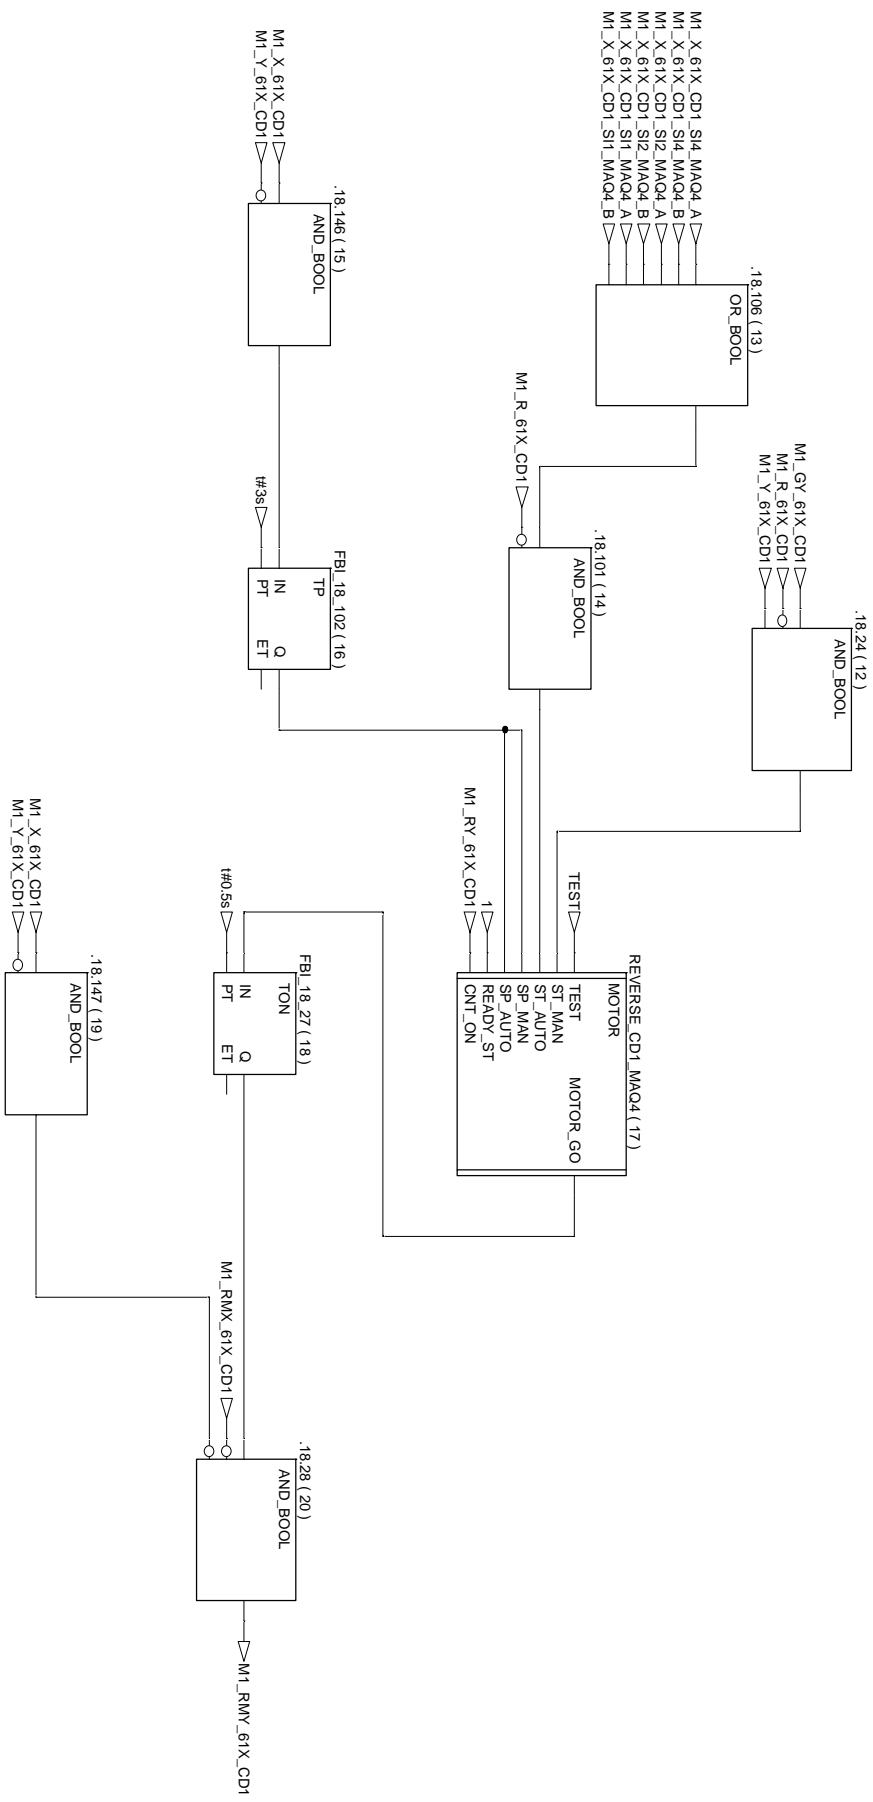 .18.24 ( 12 )
AND_BOOL
M1_GY_61X_CD1
M1_R_61X_CD1
M1_Y_61X_CD1
.18.106 ( 13 )
OR_BOOL
M1_X_61X_CD1_SI4_MAQ4_A
M1_X_61X_CD1_SI4_MAQ4_B
M1_X_61X_CD1_SI2_MAQ4_A
M1_X_61X_CD1_SI2_MAQ4_B
M1_X_61X_CD1_SI1_MAQ4_A
M1_X_61X_CD1_SI1_MAQ4_B
.18.101 ( 14 )
AND_BOOL
M1_R_61X_CD1
REVERSE_CD1_MAQ4 ( 17 )
MOTOR
TEST
TEST MOTOR_GO
ST_MAN
ST_AUTO
SP_MAN
SP_AUTO
1
READY_ST
M1_RY_61X_CD1
CNT_ON
.18.146 ( 15 )
AND_BOOL
M1_X_61X_CD1
M1_Y_61X_CD1
FBI_18_102 ( 16 )
TP
IN Q
t#3s
PT ET
FBI_18_27 ( 18 )
TON
IN Q
t#0.5s
PT ET
.18.28 ( 20 )
AND_BOOL
M1_RMX_61X_CD1
M1_RMY_61X_CD1
.18.147 ( 19 )
AND_BOOL
M1_X_61X_CD1
M1_Y_61X_CD1